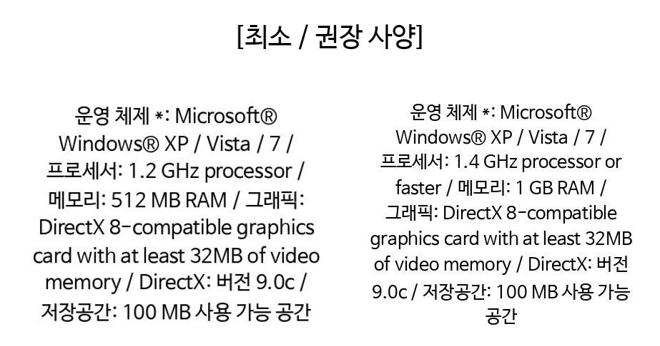 [최소 / 권장 사양]
운영 체제 *: Microsoft®
Windows® XP / Vista / 7 /
프로세서: 1.2 GHz processor /
메모리: 512 MB RAM / 그래픽:
DirectX 8-compatible graphics
card with at least 32MB of video
memory / DirectX: 버전 9.0c /
저장공간: 100 MB 사용 가능 공간
운영 체제 *: Microsoft®
Windows® XP / Vista / 7 /
프로세서: 1.4 GHz processor or
faster / 메모리: 1 GB RAM /
그래픽: DirectX 8-compatible
graphics card with at least 32MB
of video memory / DirectX: 버전
9.0c / 저장공간: 100 MB 사용 가능
공간